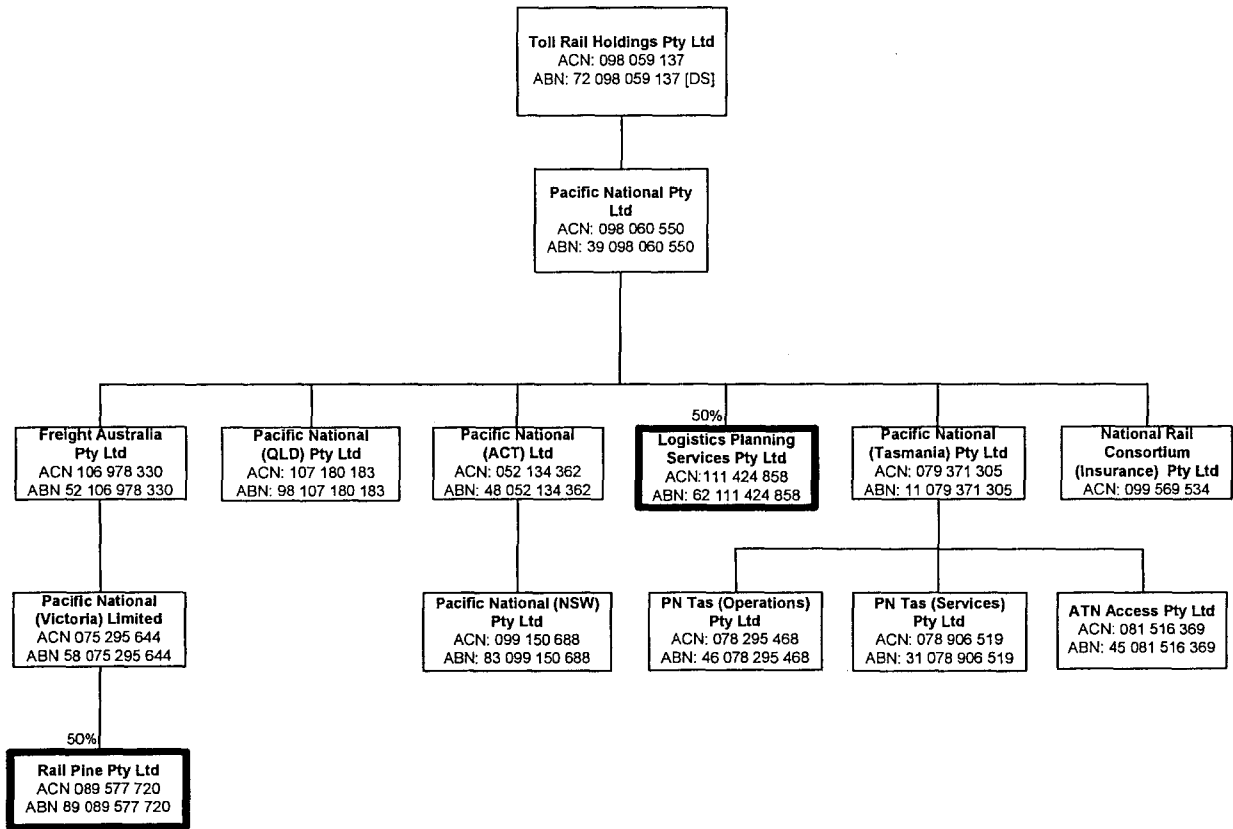 Toll Rail Holdings Pty Ltd
ACN: 098 059 137
ABN: 72 098 059 137 [DS]
Pacific National Pty
Ltd
ACN: 098 060 550
ABN: 39 098 060 550
Freight Australia
Pty Ltd
ACN 106 978 330
ABN 52 106 978 330
Pacific National
(QLD) Pty Ltd
ACN: 107 180 183
ABN: 98 107 180 183
Pacific National
(ACT) Ltd
ACN: 052 134 362
ABN: 48 052 134 362
50%
Logistics Planning
Services Pty Ltd
ACN:111 424 858
ABN: 62 111 424 858
Pacific National
(Tasmania) Pty Ltd
ACN: 079 371 305
ABN: 11 079 371 305
National Rail
Consortium
(Insurance) Pty Ltd
ACN: 099 569 534
Pacific National
(Victoria) Limited
ACN 075 295 644
ABN 58 075 295 644
Pacific National (NSW)
Pty Ltd
ACN: 099 150 688
ABN: 83 099 150 688
PN Tas (Operations)
Pty Ltd
ACN: 078 295 468
ABN: 46 078 295 468
PN Tas (Services)
Pty Ltd
ACN: 078 906 519
ABN: 31 078 906 519
ATN Access Pty Ltd
ACN: 081 516 369
ABN: 45 081 516 369
50%
Rail Pine Pty Ltd
ACN 089 577 720
ABN 89 089 577 720